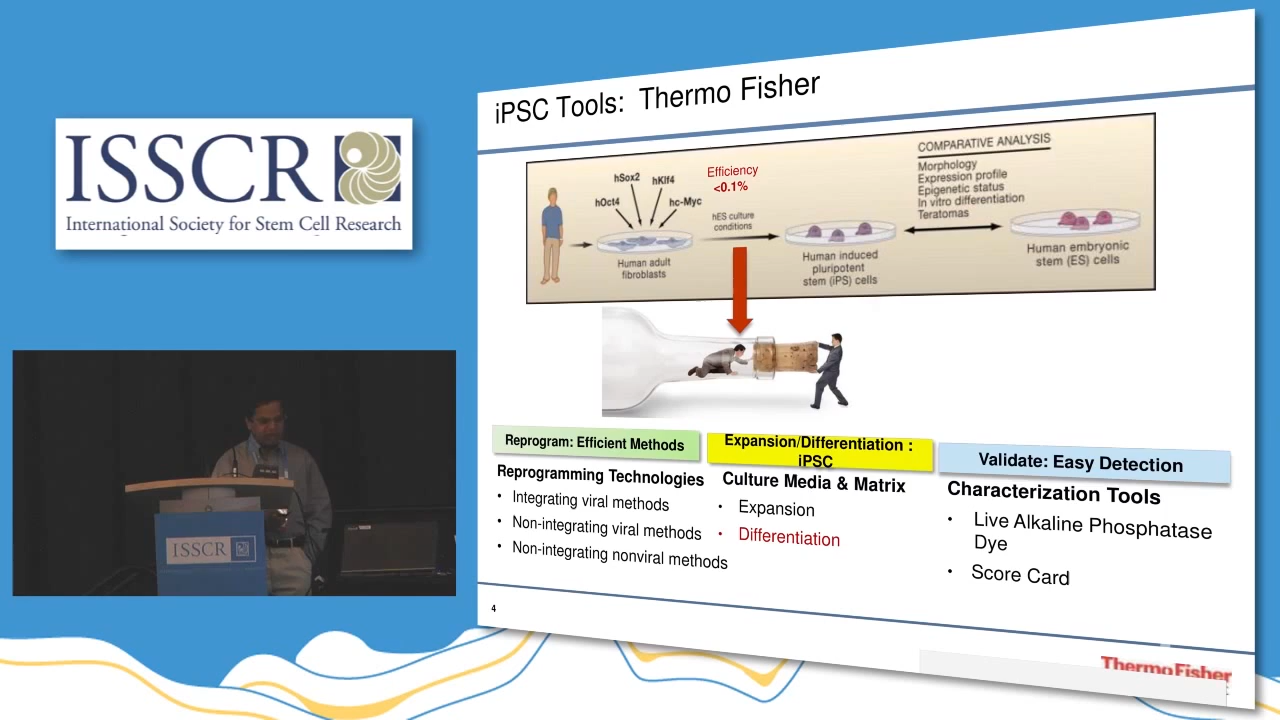 ISSCR
International Society for Stem Cell Research
ISSCR
iPSC Tools: Thermo Fisher
hOct4
hSox2
hKlf4
hc-Myc
Efficiency
<0.1%
hES culture
conditions
Human adult
fibroblasts
Human induced
pluripotent
stem (iPS) cells
COMPARATIVE ANALYSIS
Morphology
Expression profile
Epigenetic status
In vitro differentiation
Teratomas
Human embryonic
stem (ES) cells
Reprogram: Efficient Methods
Reprogramming Technologies
• Integrating viral methods
• Non-integrating viral methods
• Non-integrating nonviral methods
Expansion/Differentiation :
iPSC
Culture Media & Matrix
• Expansion
• Differentiation
Validate: Easy Detection
Characterization Tools
• Live Alkaline Phosphatase
Dye
• Score Card
4
ThermoFisher